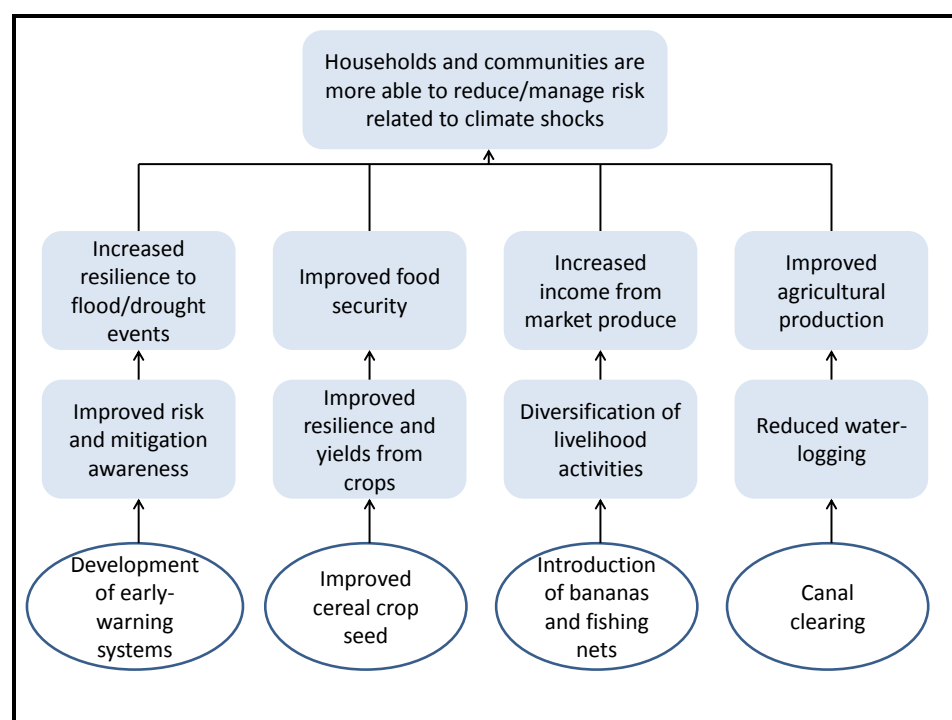 Households and communities are
more able to reduce/manage risk
related to climate shocks
Increased
resilience to
flood/drought
events
Improved food
security
Increased
income from
market produce
Improved
agricultural
production
Improved risk
and mitigation
awareness
Improved
resilience and
yields from
crops
Diversification of
livelihood
activities
Reduced water-
logging
Development
of early-
warning
systems
Improved
cereal crop
seed
Introduction
of bananas
and fishing
nets
Canal
clearing